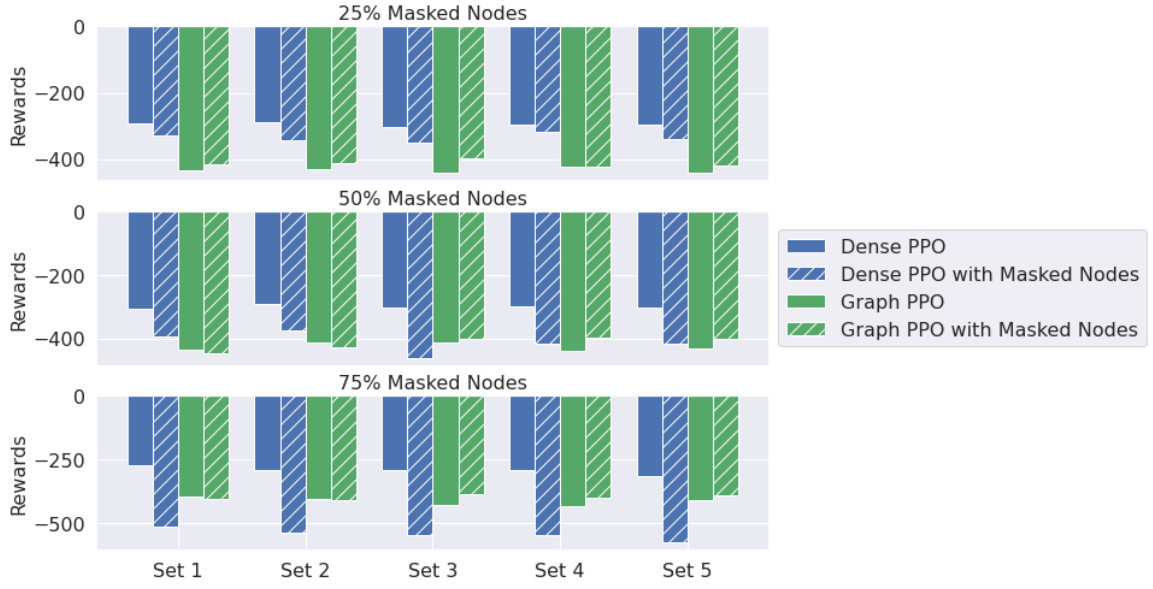 25% Masked Nodes
0
−200
−400
Rewards
50% Masked Nodes
0
−200
−400
Rewards
Dense PPO
Dense PPO with Masked Nodes
Graph PPO
Graph PPO with Masked Nodes
75% Masked Nodes
0
−250
−500
Rewards
Set 1 Set 2 Set 3 Set 4 Set 5